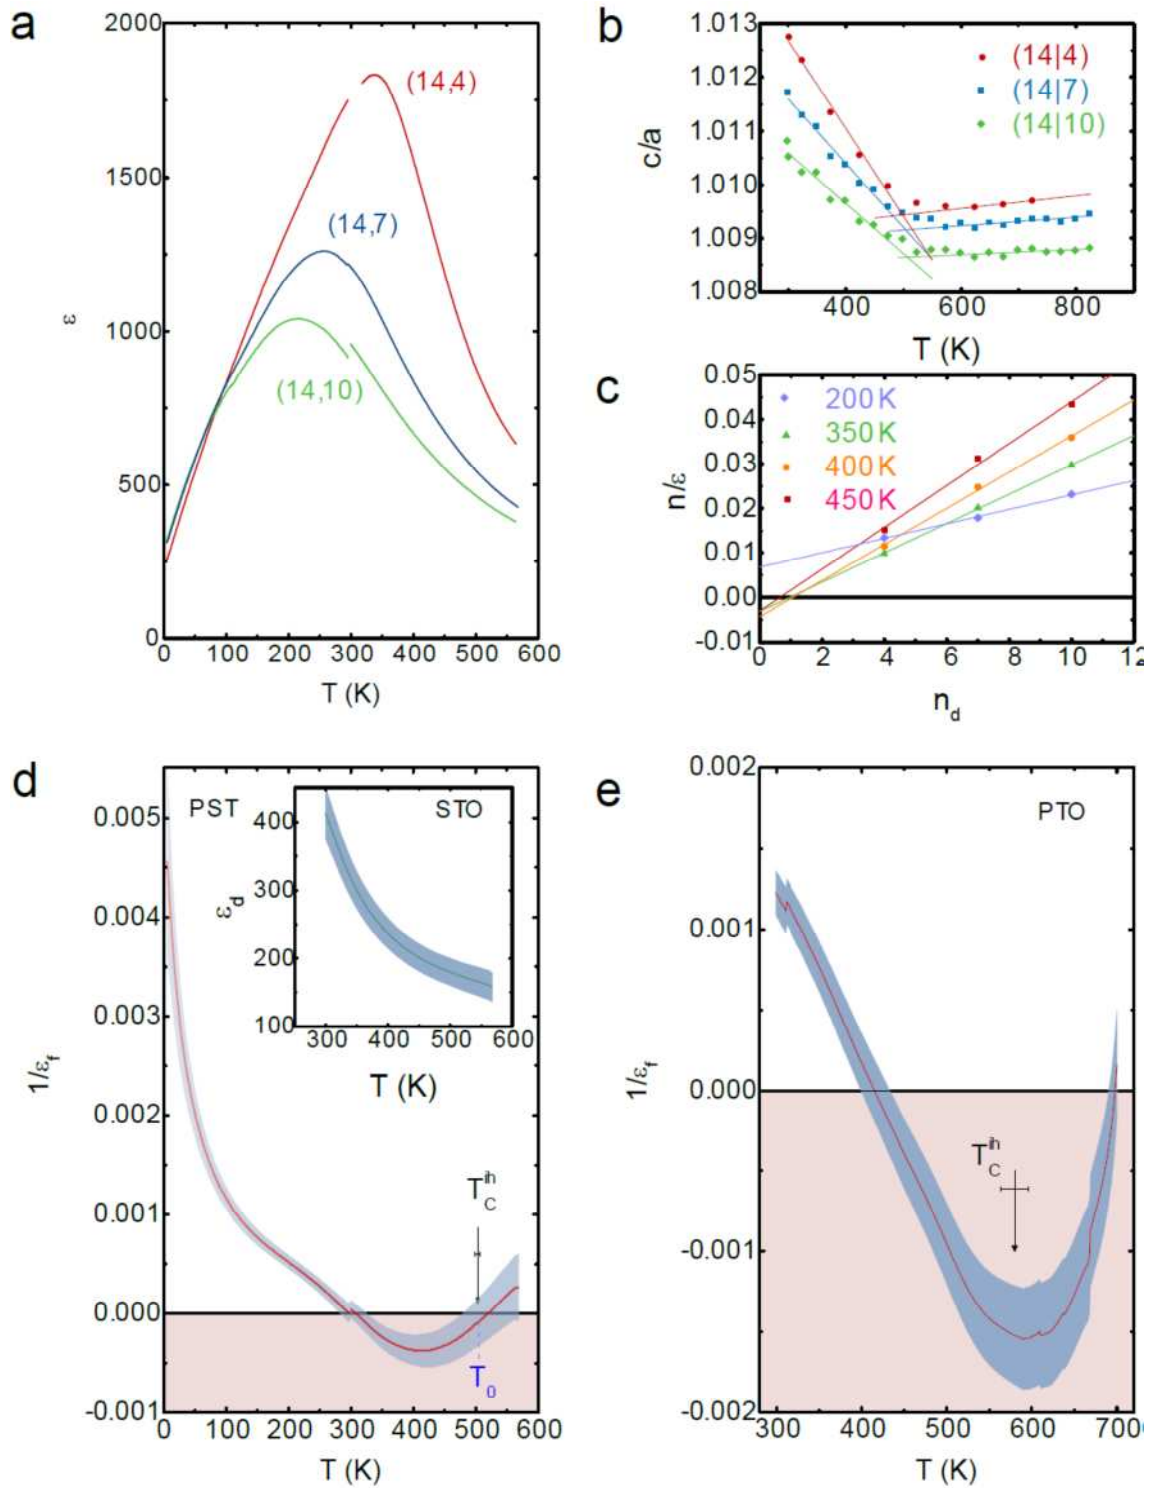 a
2000
1500
1000
500
0
ε
(14,4)
(14,7)
(14,10)
0 100 200 300 400 500 600
T (K)
b
1.013
1.012
1.011
1.010
1.009
1.008
c/a
(14|4)
(14|7)
(14|10)
400 600 800
T (K)
c
0.05
0.04
0.03
0.02
0.01
0.00
-0.01
n/ε
200 K
350 K
400 K
450 K
0 2 4 6 8 10 12
n_d
d
0.005
0.004
0.003
0.002
0.001
0.000
-0.001
1/ε_f
PST
STO
400
300
200
100
ε_d
300 400 500 600
T (K)
T_C^ih
T_0
0 100 200 300 400 500 600
T (K)
e
0.002
0.001
0.000
-0.001
-0.002
1/ε_f
PTO
T_C^ih
300 400 500 600 700
T (K)